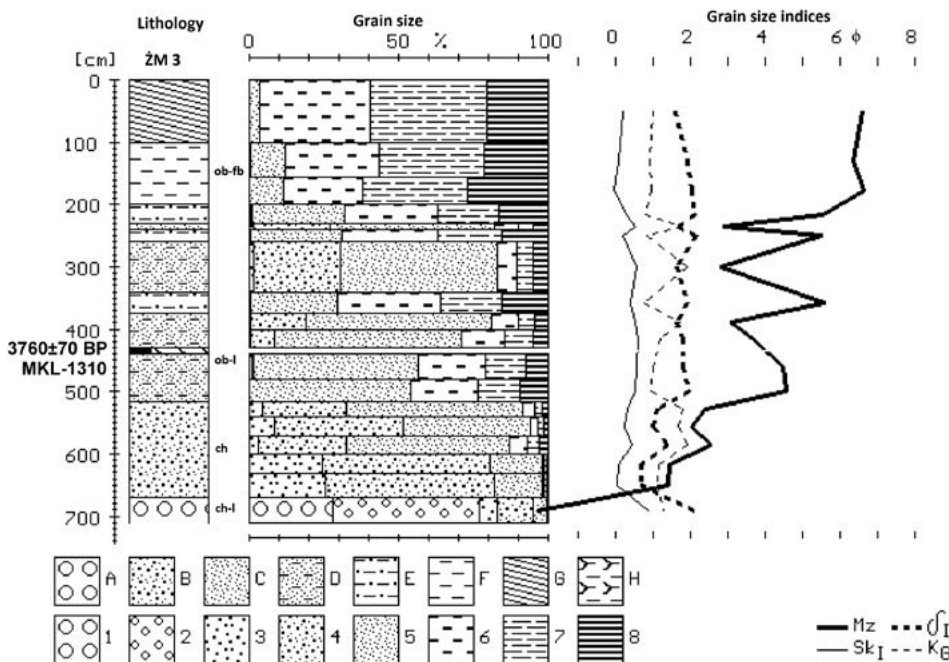 Lithology
Grain size
Grain size indices
0 50 % 100
0 2 4 6 ϕ 8
[cm]
ŻM 3
0
100
ob-fb
200
300
400
3760±70 BP
MKL-1310
ob-l
500
ch
600
ch-l
700
A B C D E F G H
1 2 3 4 5 6 7 8
Mz δI
SkI KG